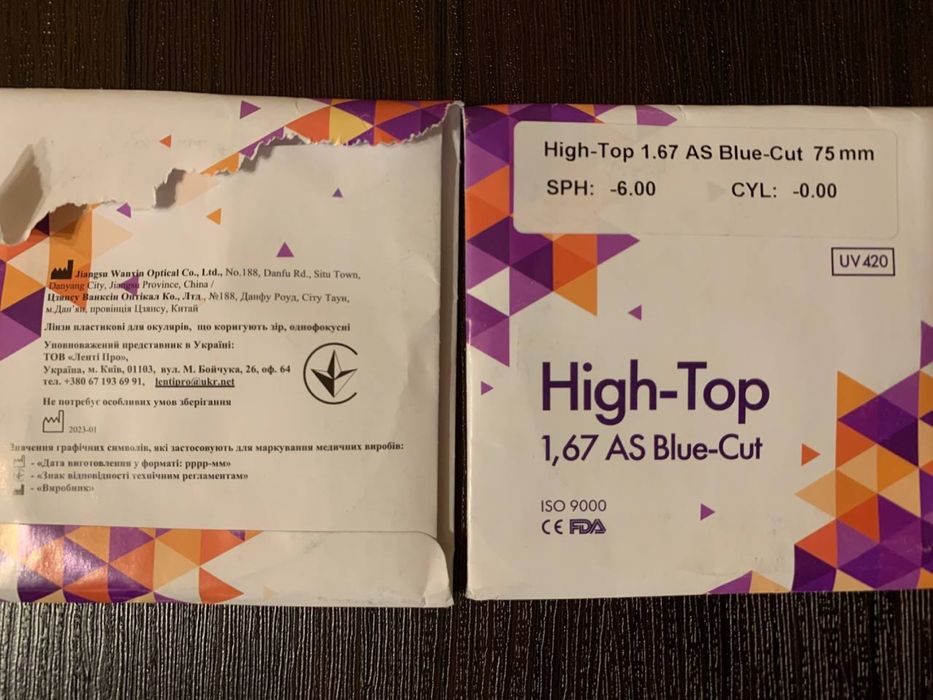 Jiangsu Wanxin Optical Co., Ltd., No.188, Danfu Rd., Situ Town,
Danyang City, Jiangsu Province, China /
Цзянсу Ванксін Оптікал Ко., Лтд., №188, Данфу Роуд, Сіту Таун,
м.Дан'ян, провінція Цзянсу, Китай
Лінзи пластикові для окулярів, що коригують зір, однофокусні
Уповноважений представник в Україні:
ТОВ «Ленті Про»,
Україна, м. Київ, 01103, вул. М. Бойчука, 26, оф. 64
тел. +380 67 193 69 91, lentipro@ukr.net
Не потребує особливих умов зберігання
2023-01
Значення графічних символів, які застосовують для маркування медичних виробів:
- «Дата виготовлення у форматі: рррр-мм»
- «Знак відповідності технічним регламентам»
- «Виробник»
High-Top 1.67 AS Blue-Cut 75 mm
SPH: -6.00 CYL: -0.00
UV 420
High-Top
1,67 AS Blue-Cut
ISO 9000
CE FDA